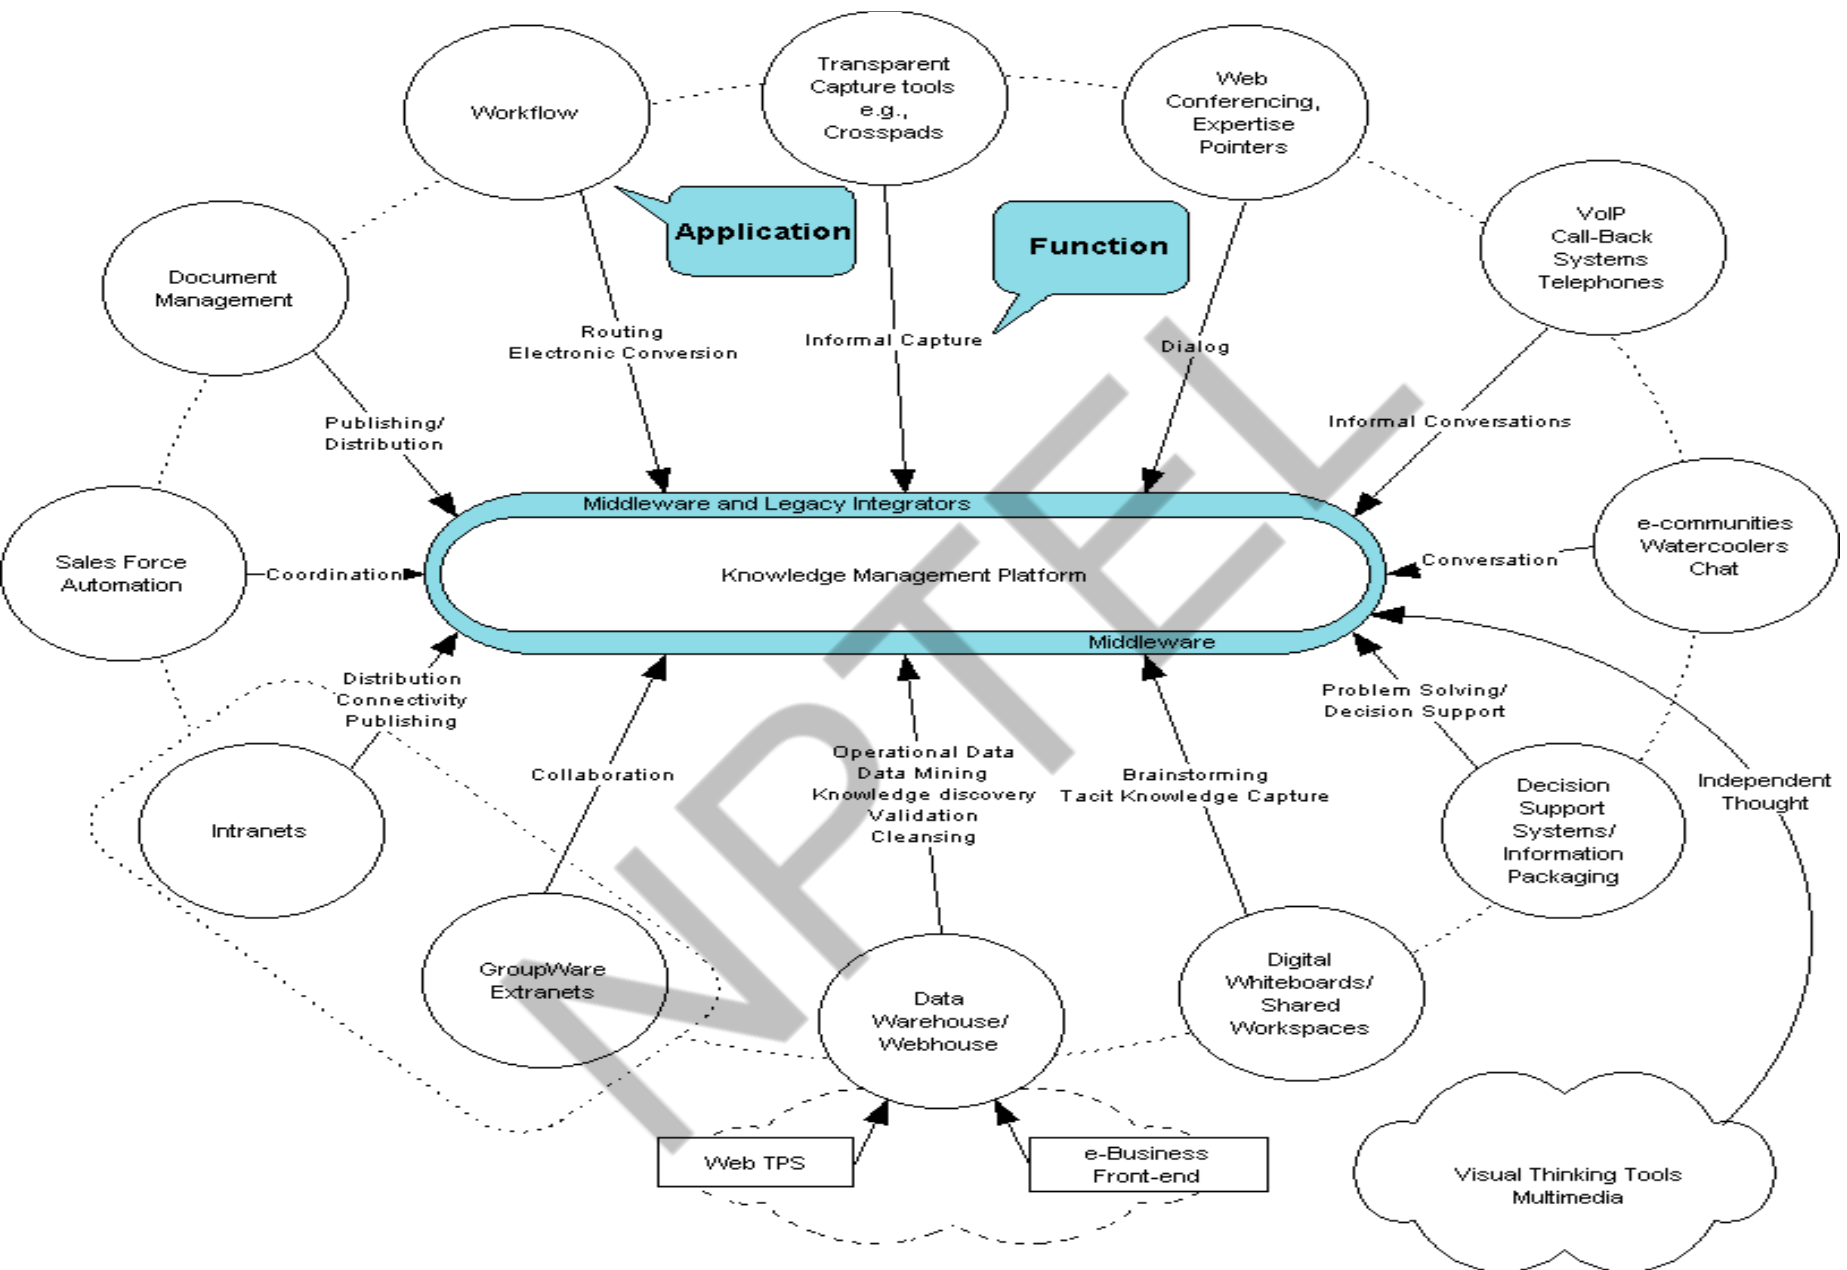 Workflow
Transparent
Capture tools
e.g.,
Crosspads
Web
Conferencing,
Expertise
Pointers
VoIP
Call-Back
Systems
Telephones
Document
Management
Application
Function
Routing
Electronic Conversion
Informal Capture
Dialog
Publishing/
Distribution
Informal Conversations
Middleware and Legacy Integrators
Sales Force
Automation
Coordination
Knowledge Management Platform
Conversation
e-communities
Watercoolers
Chat
Middleware
Distribution
Connectivity
Publishing
Problem Solving/
Decision Support
Intranets
Collaboration
Operational Data
Data Mining
Knowledge discovery
Validation
Cleansing
Brainstorming
Tacit Knowledge Capture
Decision
Support
Systems/
Information
Packaging
Independent
Thought
GroupWare
Extranets
Data
Warehouse/
Webhouse
Digital
Whiteboards/
Shared
Workspaces
Web TPS
e-Business
Front-end
Visual Thinking Tools
Multimedia
NPTEL